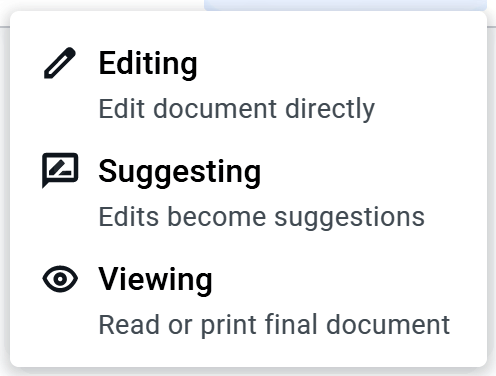 Editing
Edit document directly
Suggesting
Edits become suggestions
Viewing
Read or print final document